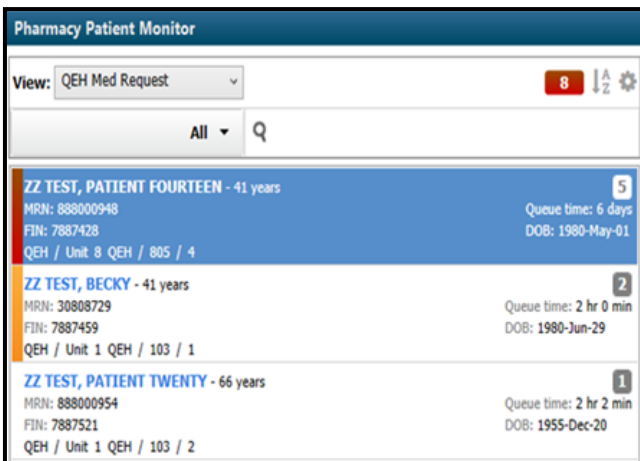 Pharmacy Patient Monitor
View: QEH Med Request 8 A Z
All
ZZ TEST, PATIENT FOURTEEN - 41 years 5
MRN: 888000948 Queue time: 6 days
FIN: 7887428 DOB: 1980-May-01
QEH / Unit 8 QEH / 805 / 4
ZZ TEST, BECKY - 41 years 2
MRN: 30808729 Queue time: 2 hr 0 min
FIN: 7887459 DOB: 1980-Jun-29
QEH / Unit 1 QEH / 103 / 1
ZZ TEST, PATIENT TWENTY - 66 years 1
MRN: 888000954 Queue time: 2 hr 2 min
FIN: 7887521 DOB: 1955-Dec-20
QEH / Unit 1 QEH / 103 / 2